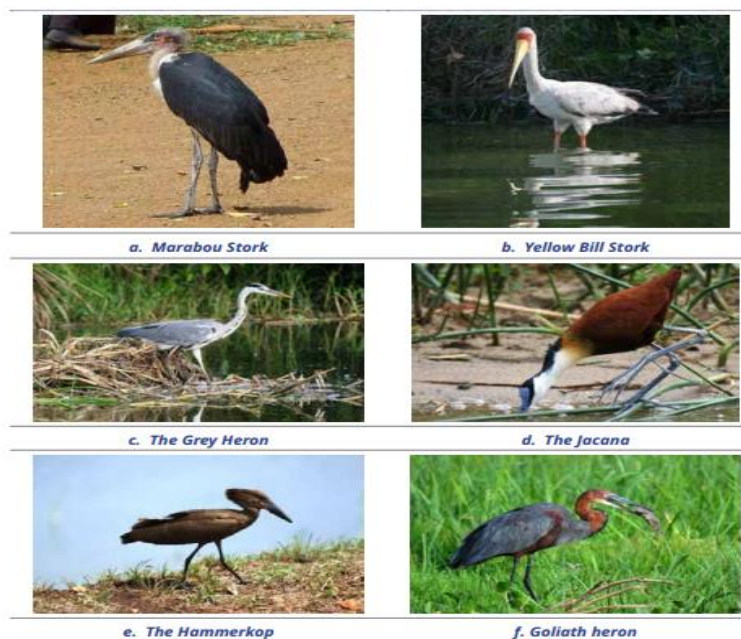 a. Marabou Stork
b. Yellow Bill Stork
c. The Grey Heron
d. The Jacana
e. The Hammerkop
f. Goliath heron